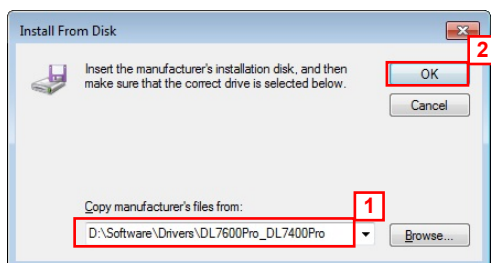 Install From Disk
2
Insert the manufacturer's installation disk, and then
make sure that the correct drive is selected below.
OK
Cancel
Copy manufacturer's files from:
1
D:\Software\Drivers\DL7600Pro_DL7400Pro
Browse...